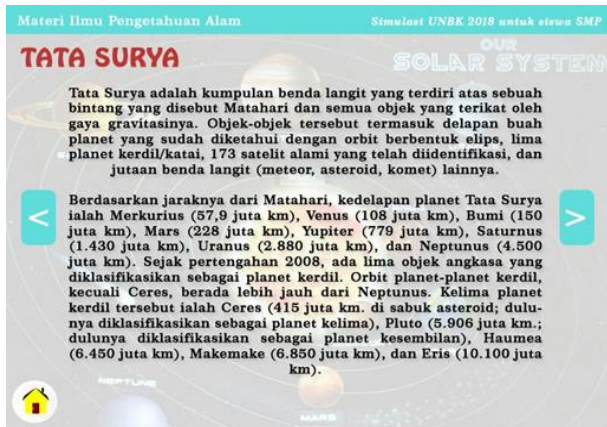 Materi Ilmu Pengetahuan Alam
Simulasi UNBK 2018 untuk siswa SMP
TATA SURYA
OUR
SOLAR SYSTEM
Tata Surya adalah kumpulan benda langit yang terdiri atas sebuah
bintang yang disebut Matahari dan semua objek yang terikat oleh
gaya gravitasinya. Objek-objek tersebut termasuk delapan buah
planet yang sudah diketahui dengan orbit berbentuk elips, lima
planet kerdil/katai, 173 satelit alami yang telah diidentifikasi, dan
jutaan benda langit (meteor, asteroid, komet) lainnya.
Berdasarkan jaraknya dari Matahari, kedelapan planet Tata Surya
ialah Merkurius (57,9 juta km), Venus (108 juta km), Bumi (150
juta km), Mars (228 juta km), Yupiter (779 juta km), Saturnus
(1.430 juta km), Uranus (2.880 juta km), dan Neptunus (4.500
juta km). Sejak pertengahan 2008, ada lima objek angkasa yang
diklasifikasikan sebagai planet kerdil. Orbit planet-planet kerdil,
kecuali Ceres, berada lebih jauh dari Neptunus. Kelima planet
kerdil tersebut ialah Ceres (415 juta km. di sabuk asteroid; dulu-
nya diklasifikasikan sebagai planet kelima), Pluto (5.906 juta km.;
dulunya diklasifikasikan sebagai planet kesembilan), Haumea
(6.450 juta km), Makemake (6.850 juta km), dan Eris (10.100 juta
km).
NEPTUNE
MARS